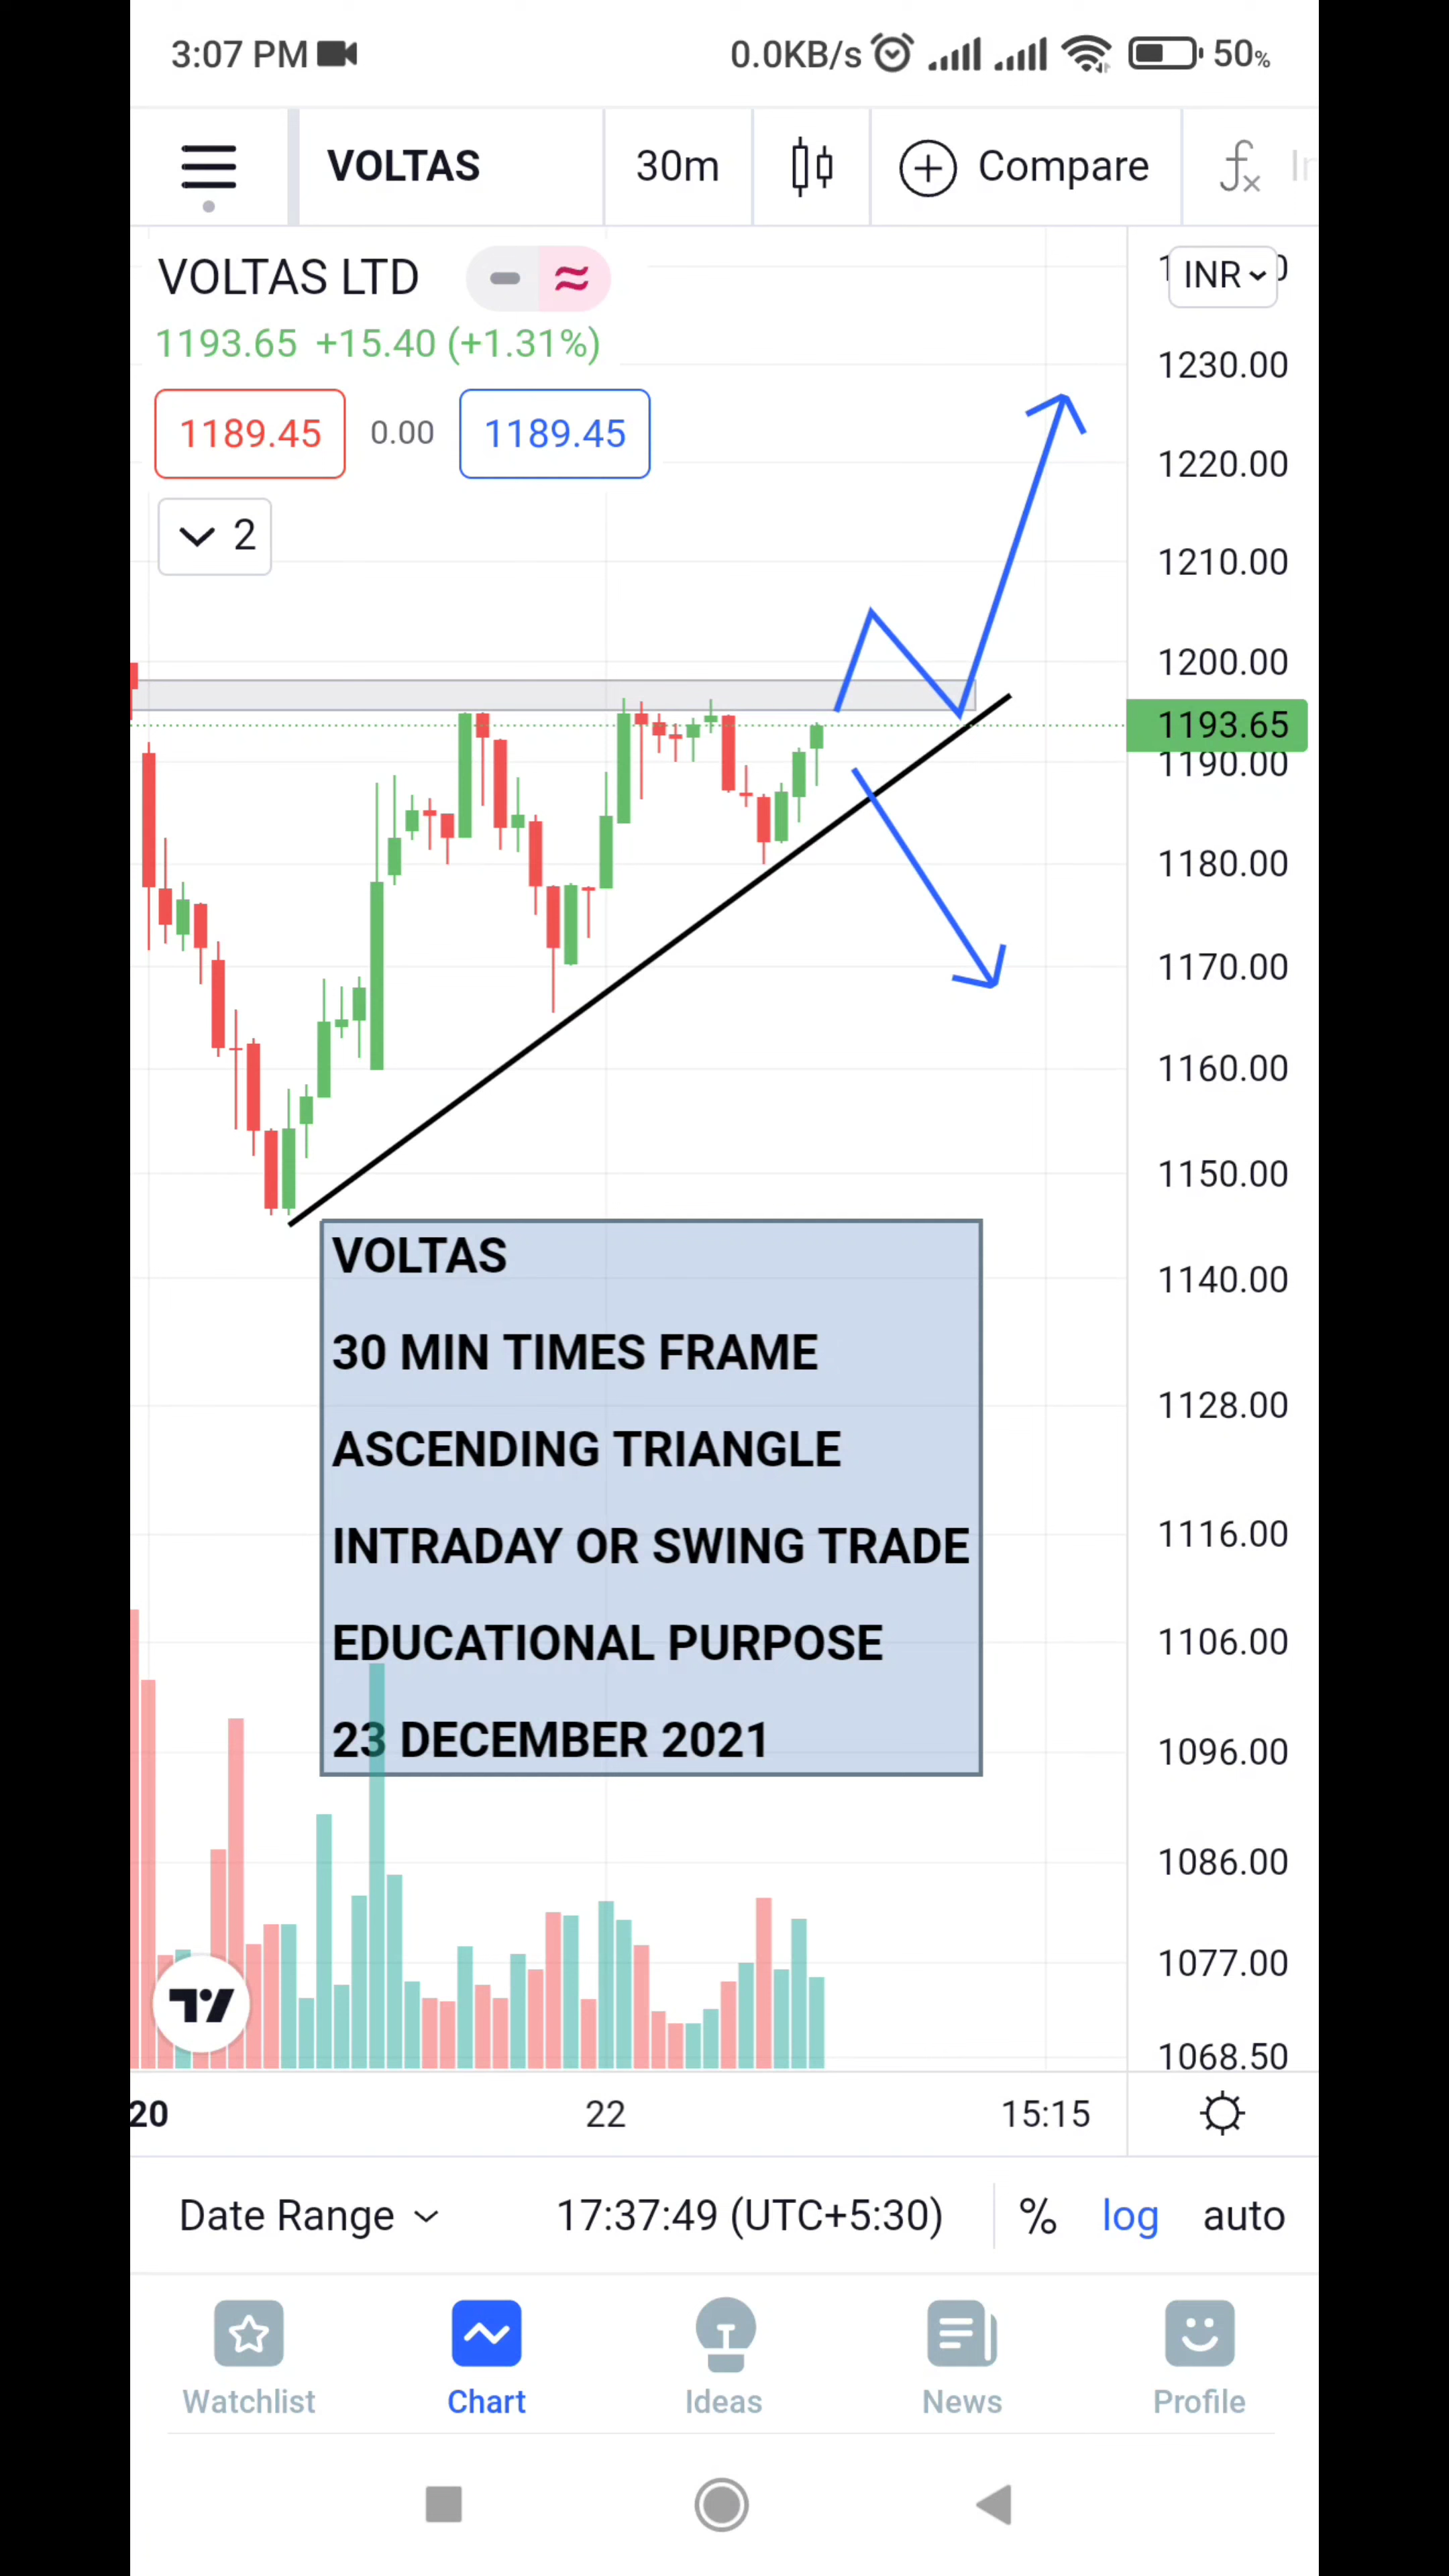 3:07 PM 0.0KB/s 50%
VOLTAS 30m Compare
VOLTAS LTD
INR
1193.65 +15.40 (+1.31%)
1189.45 0.00 1189.45
2
1230.00
1220.00
1210.00
1200.00
1193.65
1190.00
1180.00
1170.00
1160.00
1150.00
1140.00
1128.00
1116.00
1106.00
1096.00
1086.00
1077.00
1068.50
VOLTAS
30 MIN TIMES FRAME
ASCENDING TRIANGLE
INTRADAY OR SWING TRADE
EDUCATIONAL PURPOSE
23 DECEMBER 2021
20 22 15:15
Date Range 17:37:49 (UTC+5:30) % log auto
Watchlist Chart Ideas News Profile